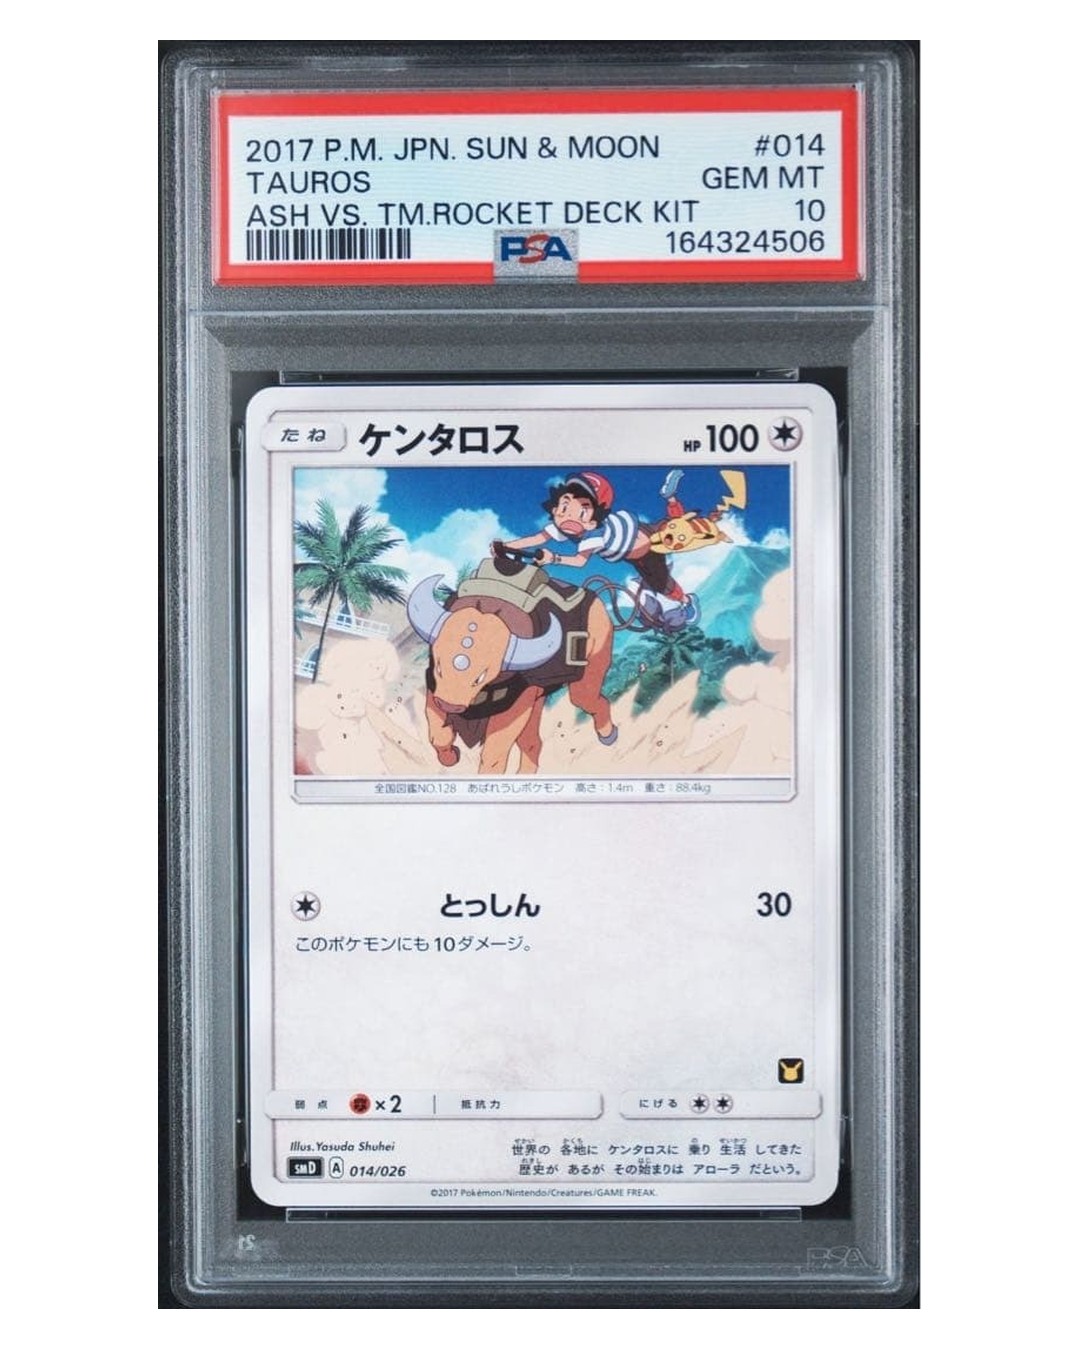 2017 P.M. JPN. SUN & MOON #014
TAUROS GEM MT
ASH VS. TM.ROCKET DECK KIT 10
PSA 164324506
たね ケンタロス HP 100
全国図鑑NO.128 あばれうしポケモン 高さ：1.4m 重さ：88.4kg
とっしん 30
このポケモンにも10ダメージ。
弱点 ×2 抵抗力 にげる
Illus. Yasuda Shuhei
世界の 各地に ケンタロスに 乗り 生活 してきた
歴史が あるが その始まりは アローラ だという。
SMD A 014/026
©2017 Pokémon/Nintendo/Creatures/GAME FREAK.
PSA